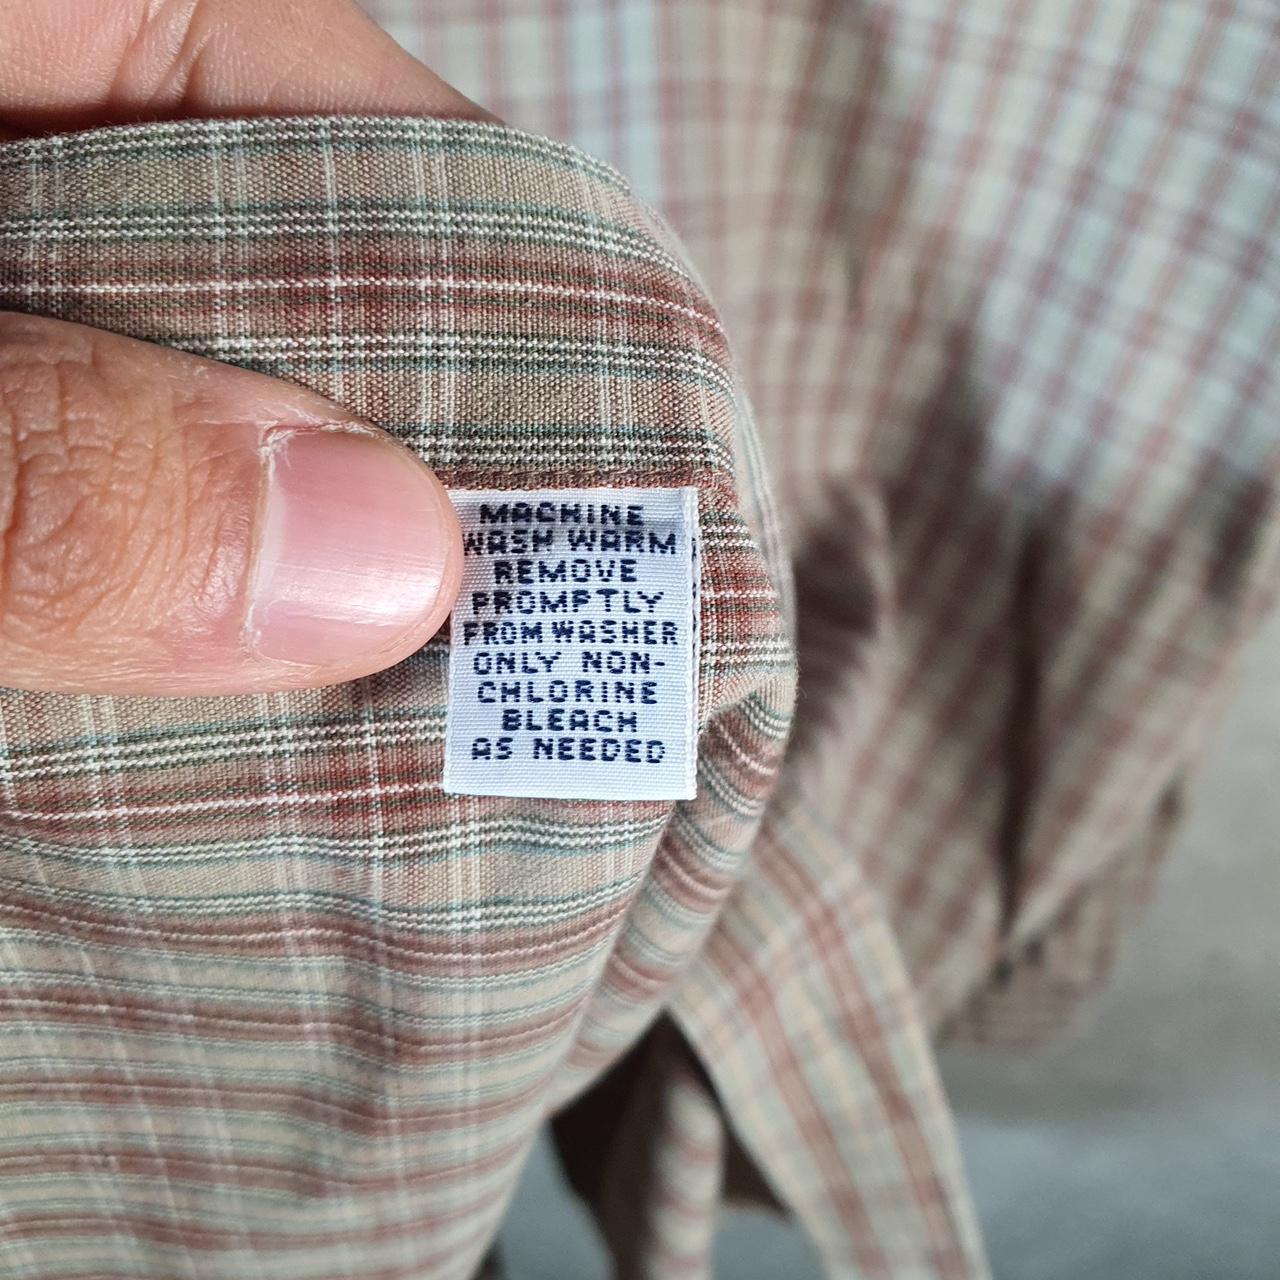 MACHINE
WASH WARM
REMOVE
PROMPTLY
FROM WASHER
ONLY NON-
CHLORINE
BLEACH
AS NEEDED